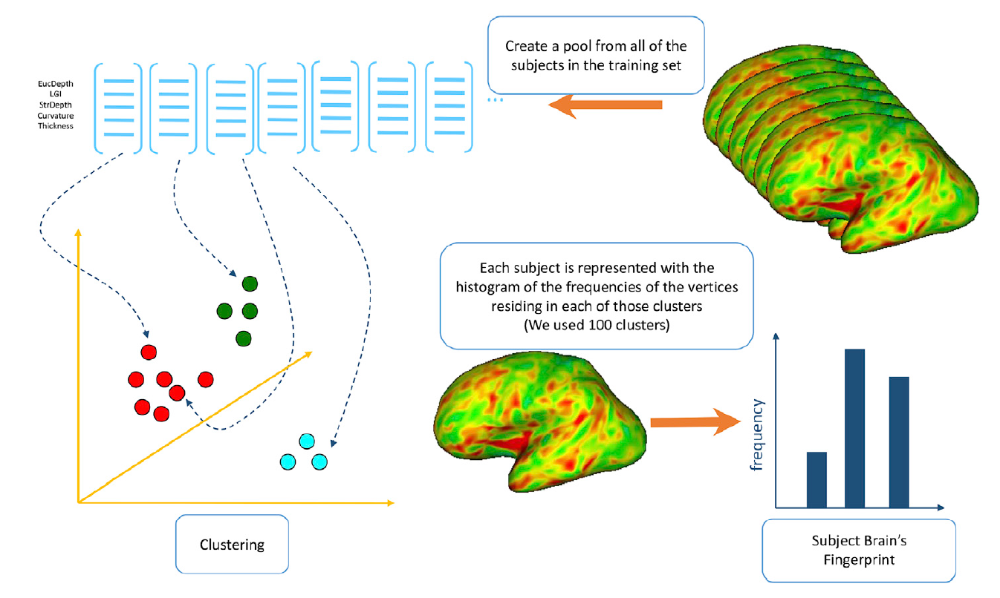 Create a pool from all of the
subjects in the training set
EucDepth
LGI
StrDepth
Curvature
Thickness
...
Each subject is represented with the
histogram of the frequencies of the vertices
residing in each of those clusters
(We used 100 clusters)
frequency
Clustering
Subject Brain's
Fingerprint